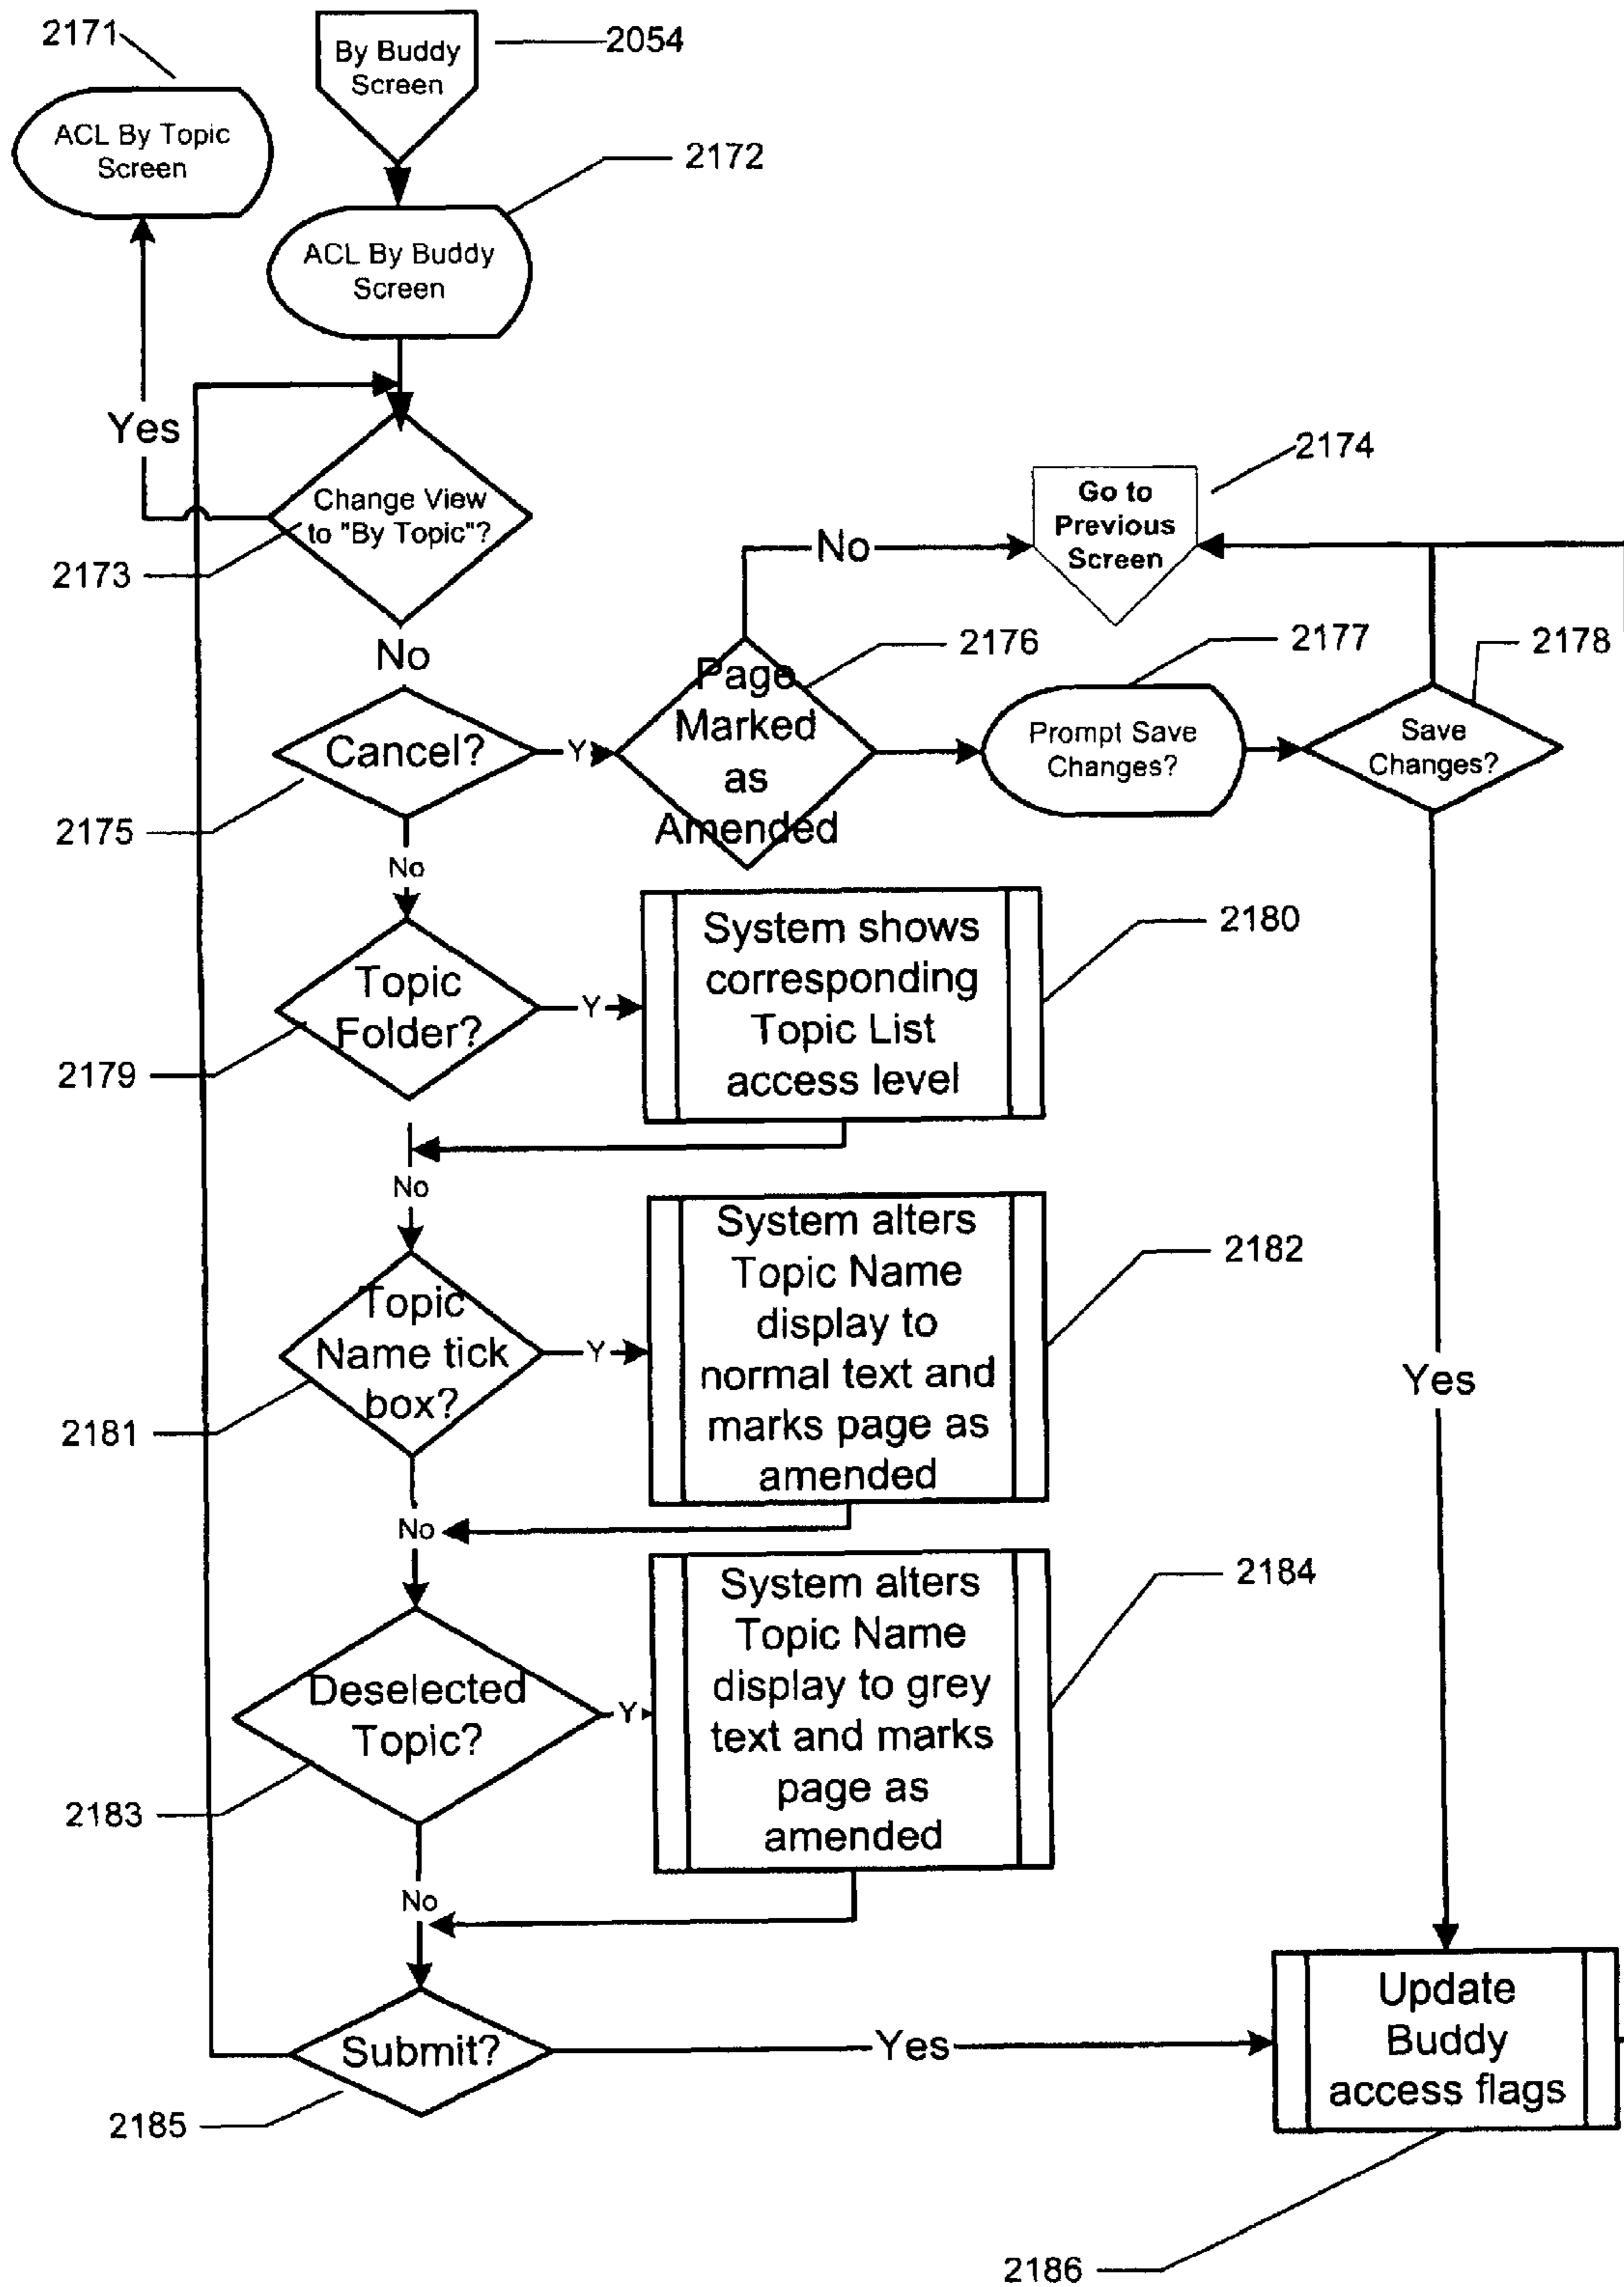 2171
By Buddy
Screen
2054
ACL By Topic
Screen
2172
ACL By Buddy
Screen
Yes
Change View
to "By Topic"?
2173
2174
Go to
Previous
Screen
No
No
2176
2177
2178
Cancel?
Y
Page
Marked
as
Amended
Prompt Save
Changes?
Save
Changes?
2175
No
Topic
Folder?
Y
System shows
corresponding
Topic List
access level
2180
2179
No
Topic
Name tick
box?
Y
System alters
Topic Name
display to
normal text and
marks page as
amended
2182
2181
Yes
No
Deselected
Topic?
Y
System alters
Topic Name
display to grey
text and marks
page as
amended
2184
2183
No
Submit?
Yes
Update
Buddy
access flags
2185
2186